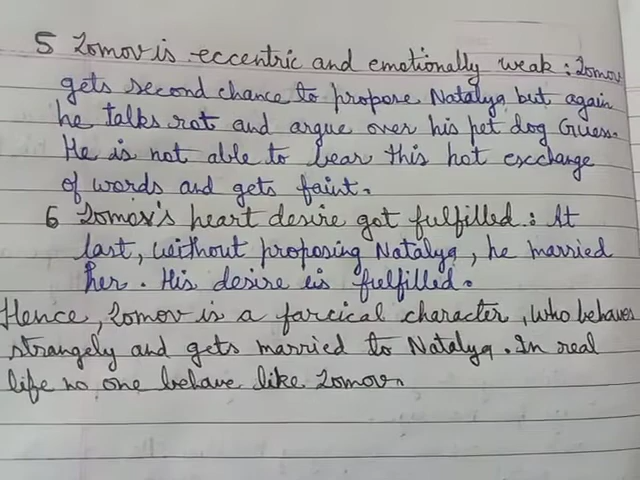 5 Lomov is eccentric and emotionally weak : Lomov
gets second chance to propose Natalya but again
he talks rot and argue over his pet dog Guess.
He is not able to bear this hot exchange
of words and gets faint.
6 Lomov's heart desire got fulfilled : At
last, without proposing Natalya, he married
her. His desire is fulfilled.
Hence, Lomov is a farcical character, who behaves
strangely and gets married to Natalya. In real
life no one behave like Lomov.